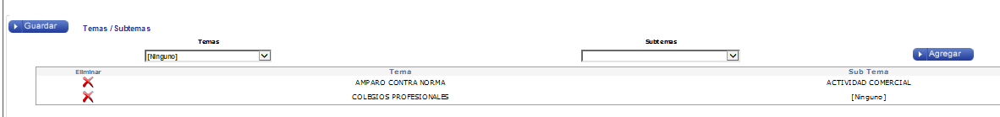 Guardar
Temas / Subtemas
Temas Subtemas
[Ninguno]
Agregar
Eliminar Tema Sub Tema
AMPARO CONTRA NORMA ACTIVIDAD COMERCIAL
COLEGIOS PROFESIONALES [Ninguno]